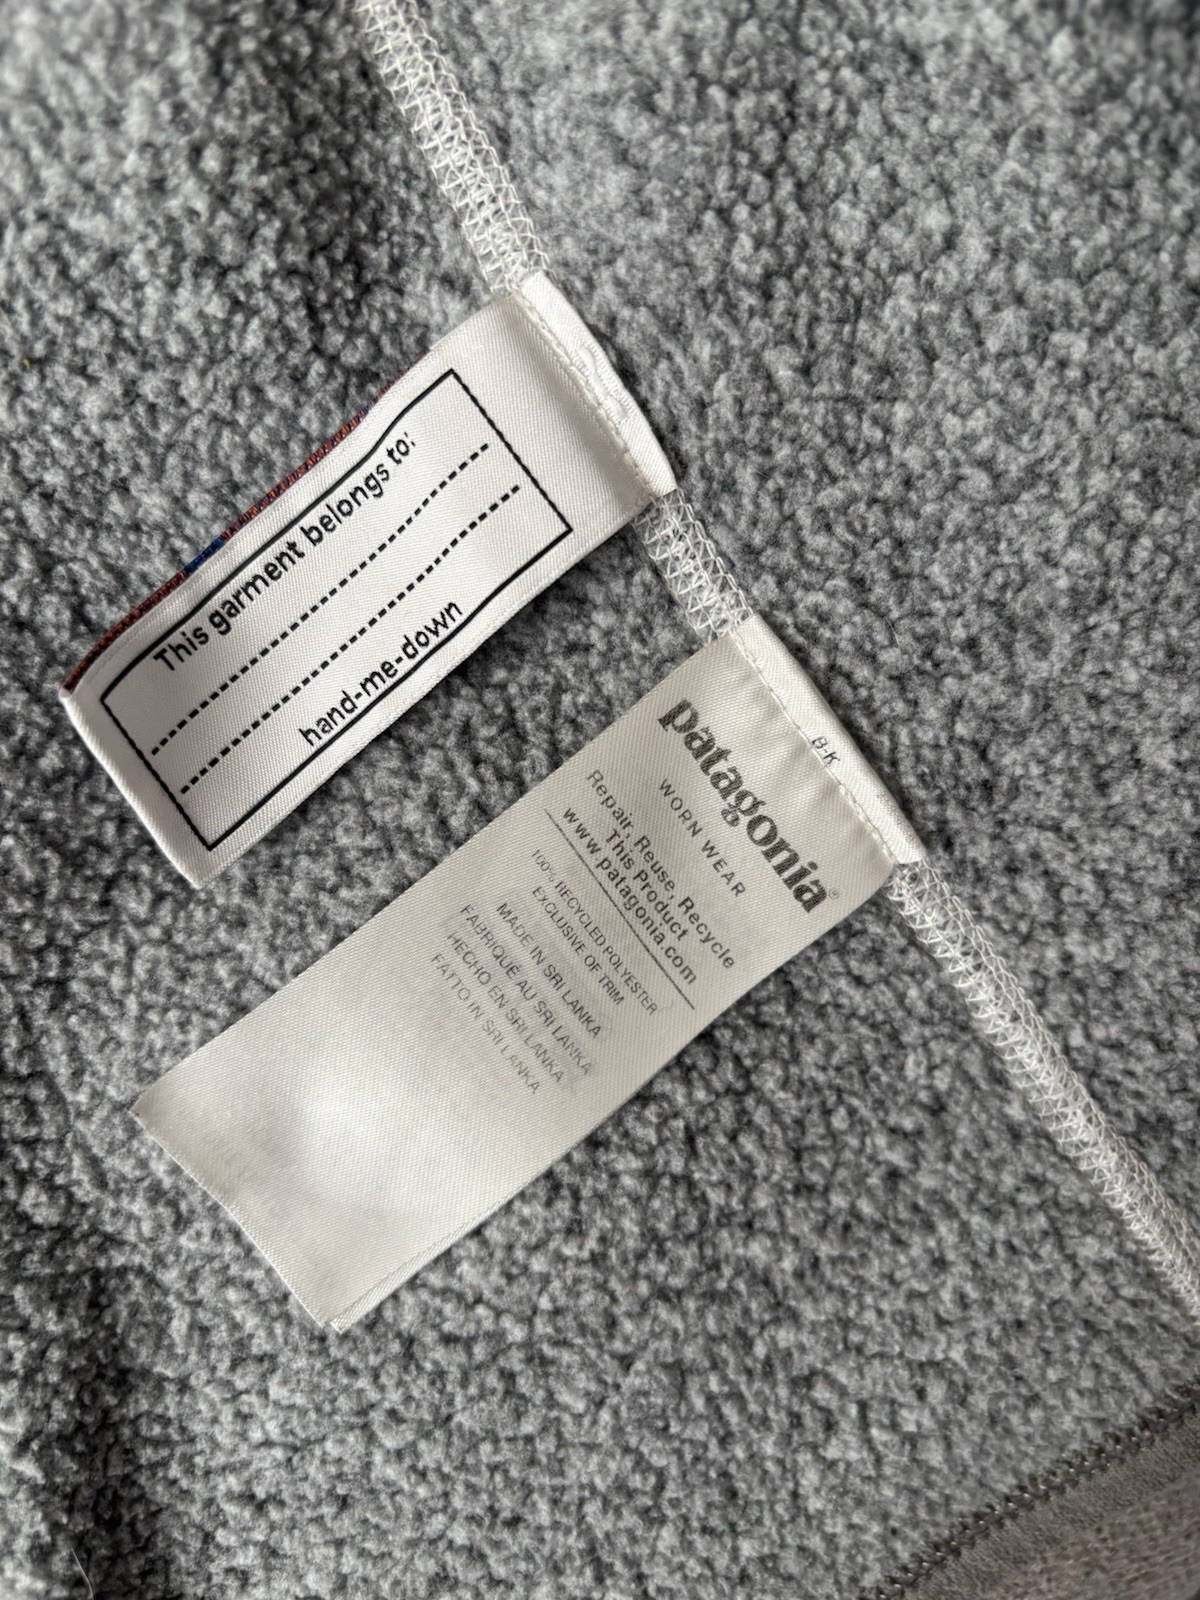 This garment belongs to:
hand-me-down
B-K
patagonia®
WORN WEAR
Repair, Reuse, Recycle
This Product
www.patagonia.com
100% RECYCLED POLYESTER
EXCLUSIVE OF TRIM
MADE IN SRI LANKA
FABRIQUÉ AU SRI LANKA
HECHO EN SRI LANKA
FATTO IN SRI LANKA